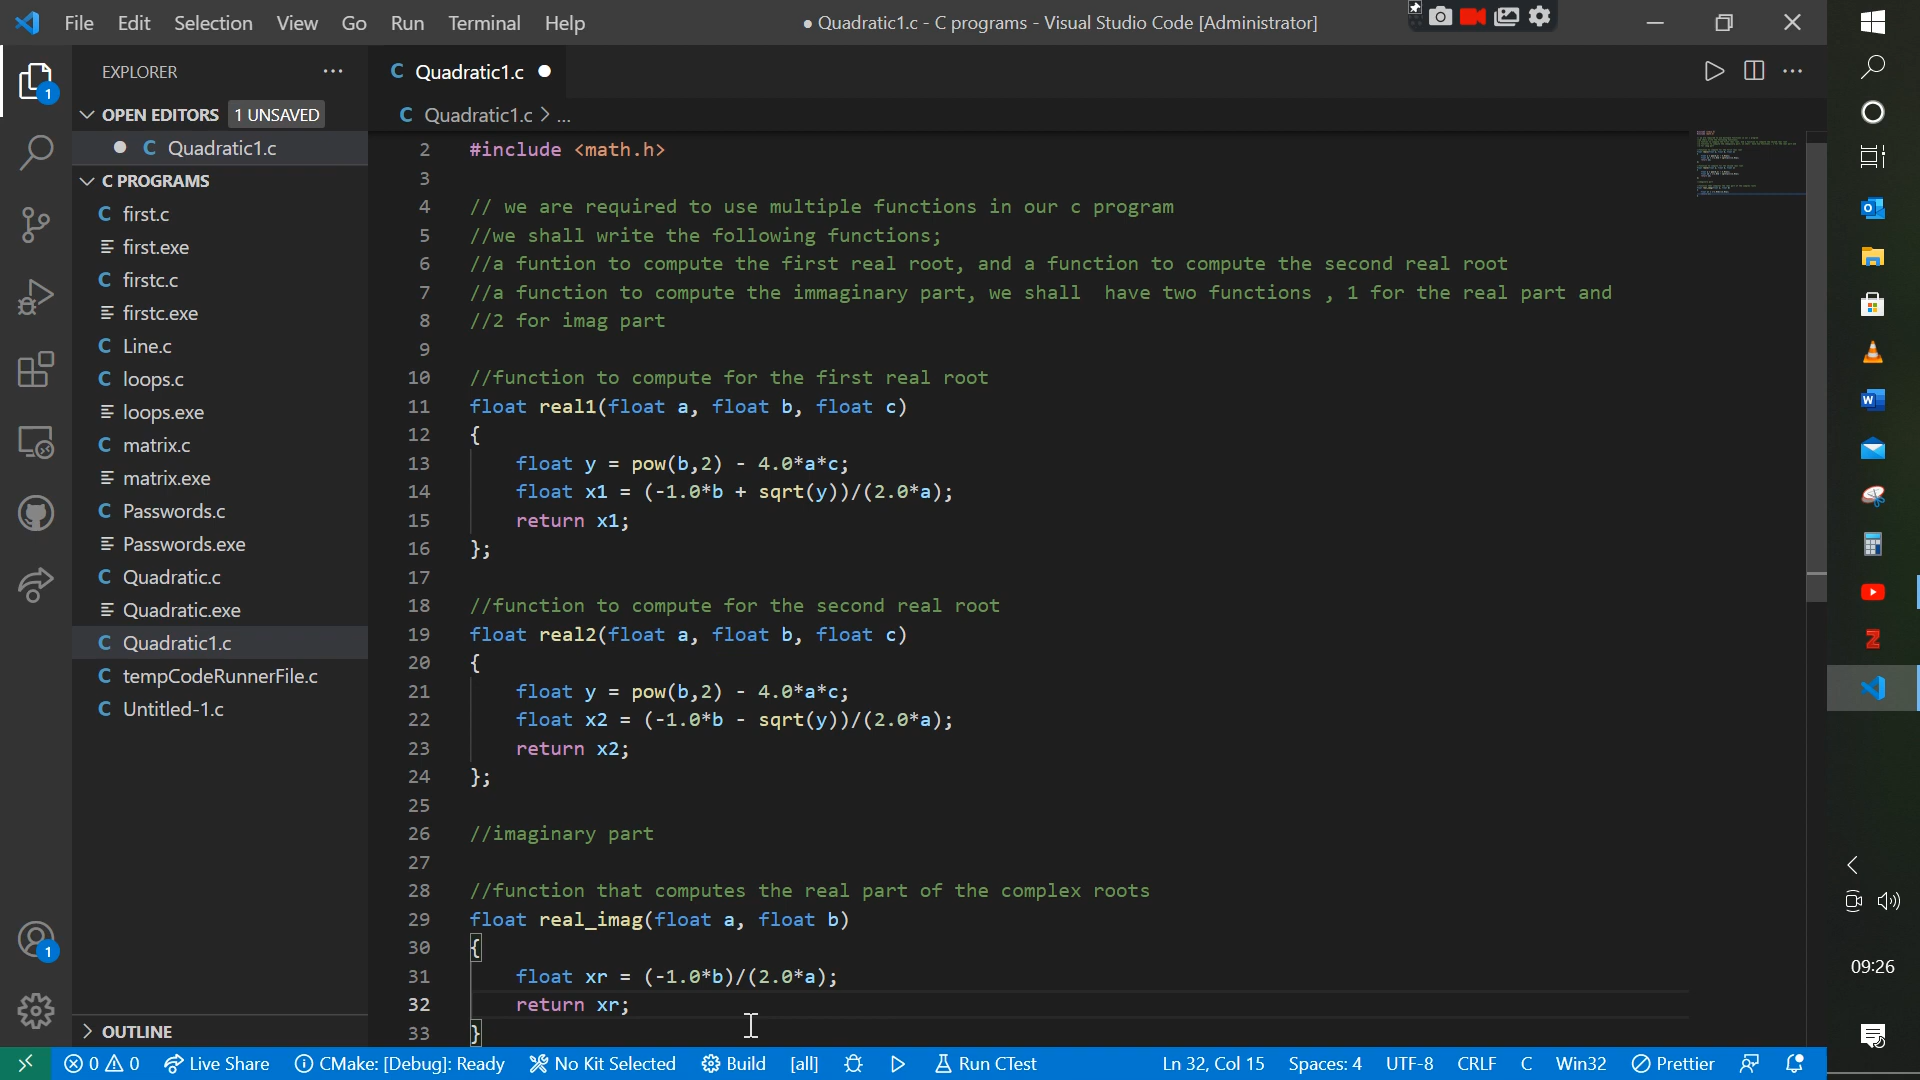 File Edit Selection View Go Run Terminal Help
● Quadratic1.c - C programs - Visual Studio Code [Administrator]
EXPLORER
OPEN EDITORS 1 UNSAVED
● C Quadratic1.c
C PROGRAMS
C first.c
first.exe
C firstc.c
firstc.exe
C Line.c
C loops.c
loops.exe
C matrix.c
matrix.exe
C Passwords.c
Passwords.exe
C Quadratic.c
Quadratic.exe
C Quadratic1.c
C tempCodeRunnerFile.c
C Untitled-1.c
OUTLINE
1
1
C Quadratic1.c ●
C Quadratic1.c > ...
2 #include <math.h>
3
4 // we are required to use multiple functions in our c program
5 //we shall write the following functions;
6 //a funtion to compute the first real root, and a function to compute the second real root
7 //a function to compute the immaginary part, we shall  have two functions , 1 for the real part and
8 //2 for imag part
9
10 //function to compute for the first real root
11 float real1(float a, float b, float c)
12 {
13     float y = pow(b,2) - 4.0*a*c;
14     float x1 = (-1.0*b + sqrt(y))/(2.0*a);
15     return x1;
16 };
17
18 //function to compute for the second real root
19 float real2(float a, float b, float c)
20 {
21     float y = pow(b,2) - 4.0*a*c;
22     float x2 = (-1.0*b - sqrt(y))/(2.0*a);
23     return x2;
24 };
25
26 //imaginary part
27
28 //function that computes the real part of the complex roots
29 float real_imag(float a, float b)
30 {
31     float xr = (-1.0*b)/(2.0*a);
32     return xr;
33 }
0 0 Live Share CMake: [Debug]: Ready No Kit Selected Build [all] Run CTest Ln 32, Col 15 Spaces: 4 UTF-8 CRLF C Win32 Prettier
09:26